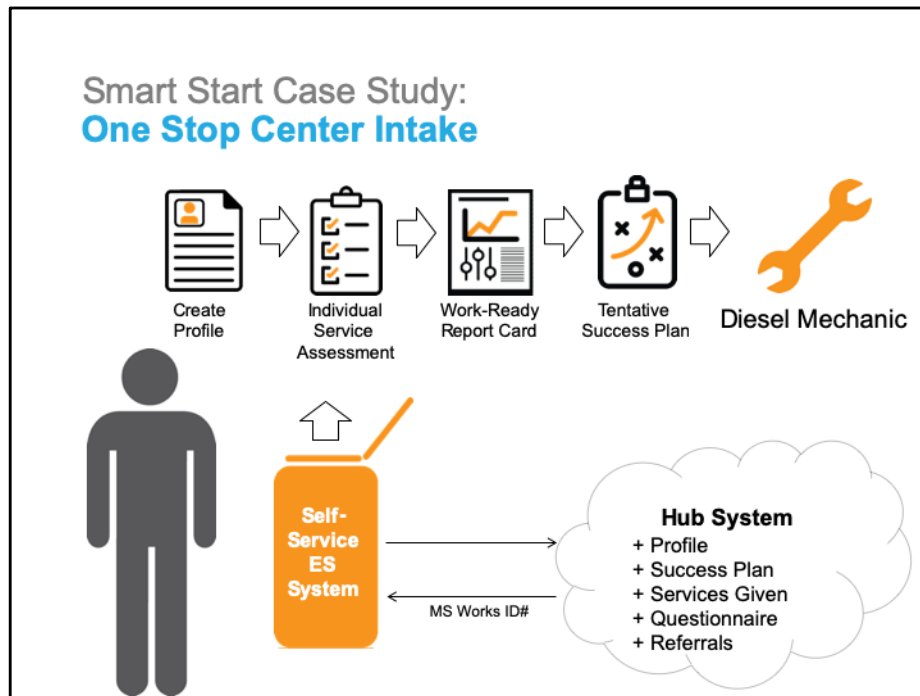 Smart Start Case Study:
One Stop Center Intake
Create
Profile
Individual
Service
Assessment
Work-Ready
Report Card
Tentative
Success Plan
Diesel Mechanic
Self-
Service
ES
System
MS Works ID#
Hub System
+ Profile
+ Success Plan
+ Services Given
+ Questionnaire
+ Referrals